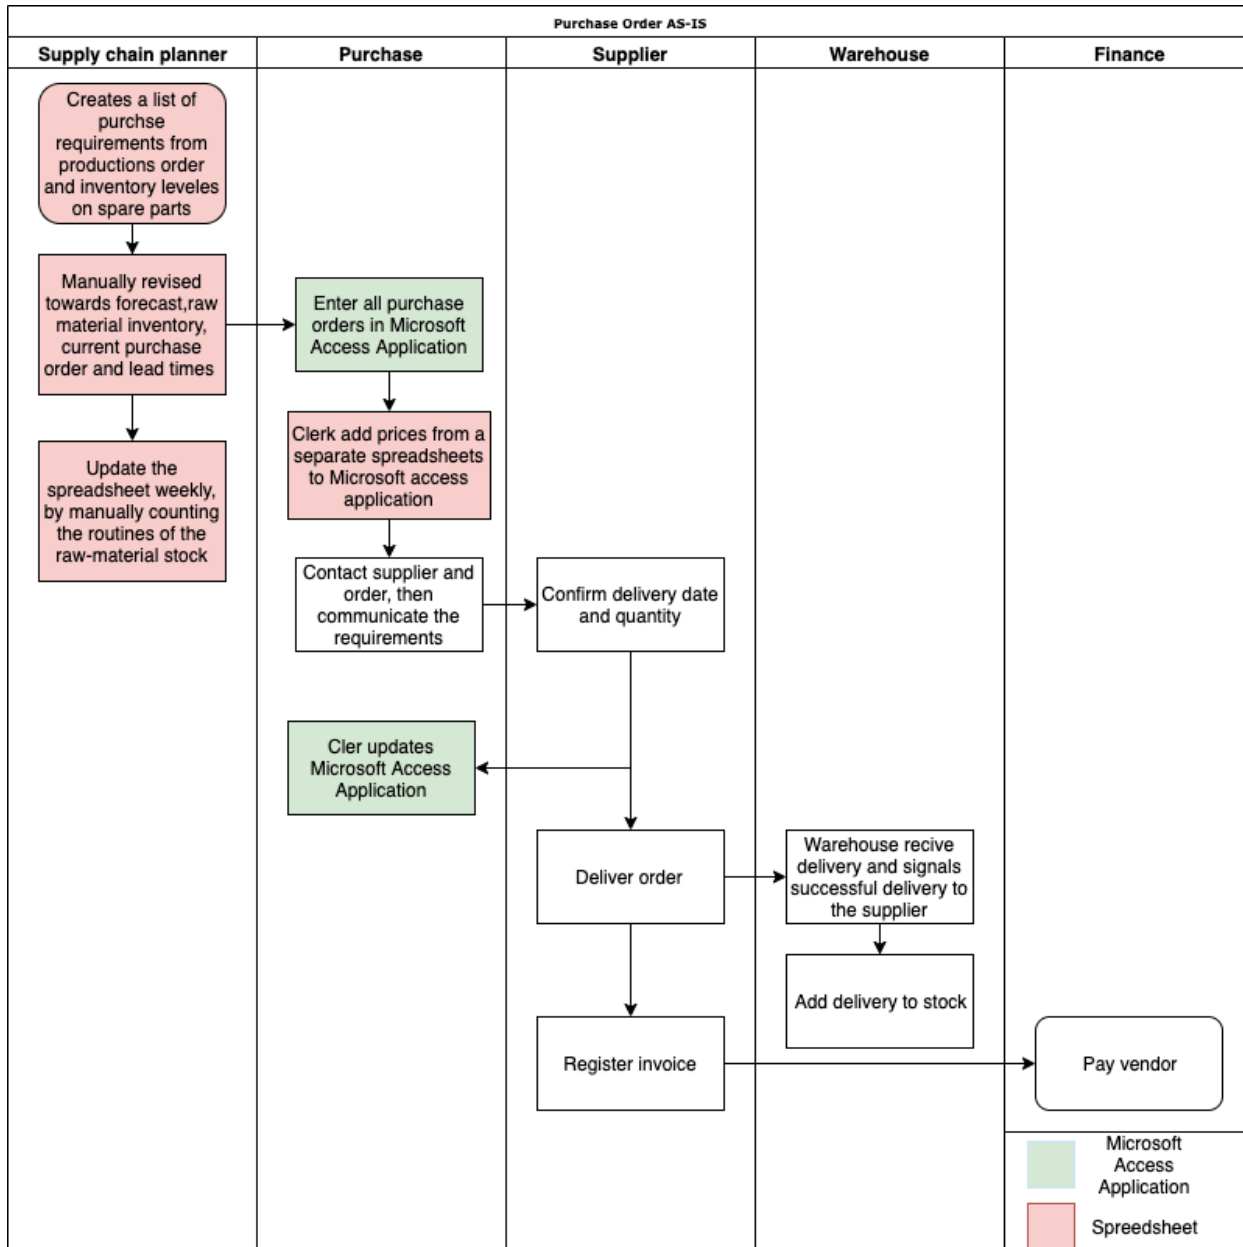 Purchase Order AS-IS
Supply chain planner
Purchase
Supplier
Warehouse
Finance
Creates a list of
purchse
requirements from
productions order
and inventory leveles
on spare parts
Manually revised
towards forecast,raw
material inventory,
current purchase
order and lead times
Enter all purchase
orders in Microsoft
Access Application
Clerk add prices from a
separate spreadsheets
to Microsoft access
application
Update the
spreadsheet weekly,
by manually counting
the routines of the
raw-material stock
Contact supplier and
order, then
communicate the
requirements
Confirm delivery date
and quantity
Cler updates
Microsoft Access
Application
Deliver order
Warehouse recive
delivery and signals
successful delivery to
the supplier
Add delivery to stock
Register invoice
Pay vendor
Microsoft
Access
Application
Spreedsheet